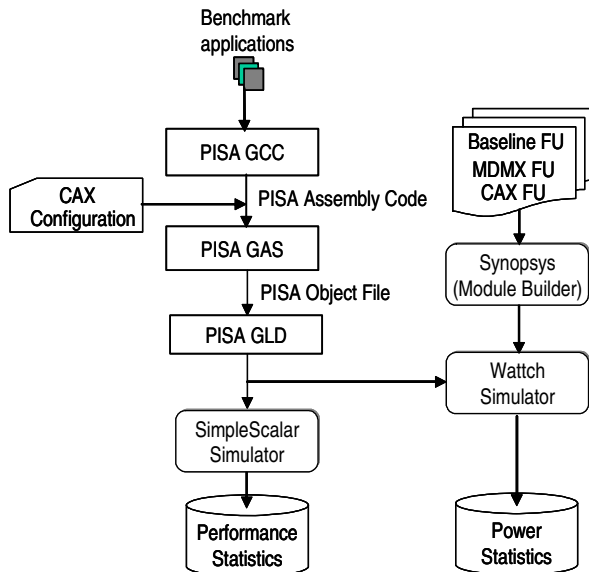 Benchmark
applications
PISA GCC
CAX
Configuration
PISA Assembly Code
PISA GAS
PISA Object File
PISA GLD
SimpleScalar
Simulator
Performance
Statistics
Baseline FU
MDMX FU
CAX FU
Synopsys
(Module Builder)
Wattch
Simulator
Power
Statistics